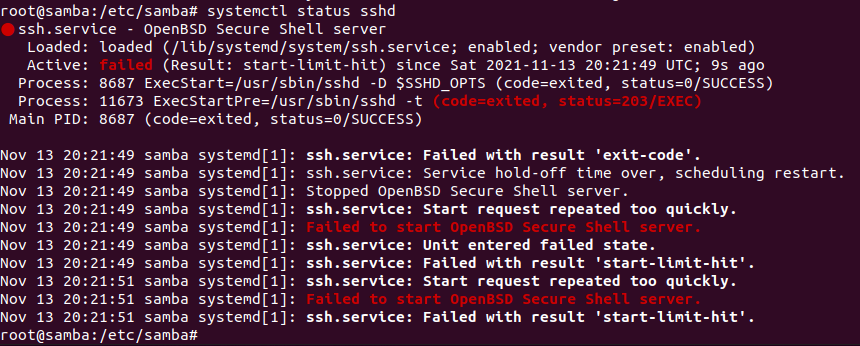 root@samba:/etc/samba# systemctl status sshd
● ssh.service - OpenBSD Secure Shell server
   Loaded: loaded (/lib/systemd/system/ssh.service; enabled; vendor preset: enabled)
   Active: failed (Result: start-limit-hit) since Sat 2021-11-13 20:21:49 UTC; 9s ago
  Process: 8687 ExecStart=/usr/sbin/sshd -D $SSHD_OPTS (code=exited, status=0/SUCCESS)
  Process: 11673 ExecStartPre=/usr/sbin/sshd -t (code=exited, status=203/EXEC)
 Main PID: 8687 (code=exited, status=0/SUCCESS)

Nov 13 20:21:49 samba systemd[1]: ssh.service: Failed with result 'exit-code'.
Nov 13 20:21:49 samba systemd[1]: ssh.service: Service hold-off time over, scheduling restart.
Nov 13 20:21:49 samba systemd[1]: Stopped OpenBSD Secure Shell server.
Nov 13 20:21:49 samba systemd[1]: ssh.service: Start request repeated too quickly.
Nov 13 20:21:49 samba systemd[1]: Failed to start OpenBSD Secure Shell server.
Nov 13 20:21:49 samba systemd[1]: ssh.service: Unit entered failed state.
Nov 13 20:21:49 samba systemd[1]: ssh.service: Failed with result 'start-limit-hit'.
Nov 13 20:21:51 samba systemd[1]: ssh.service: Start request repeated too quickly.
Nov 13 20:21:51 samba systemd[1]: Failed to start OpenBSD Secure Shell server.
Nov 13 20:21:51 samba systemd[1]: ssh.service: Failed with result 'start-limit-hit'.
root@samba:/etc/samba#